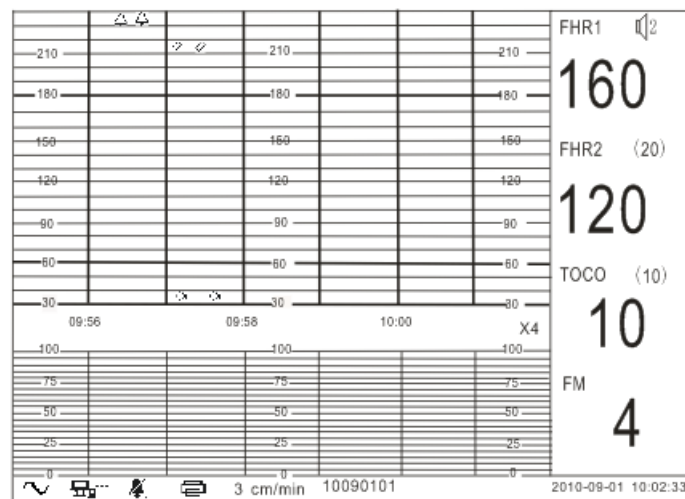 FHR1 2
210 210 210
160
180 180 180
150 150 150
FHR2 (20)
120 120 120
120
90 90 90
60 60 60
TOCO (10)
30 30 30
10
09:56 09:58 10:00 X4
100 100 100
75 75 75
FM
50 50 50
4
25 25 25
0 0 0
3 cm/min 10090101 2010-09-01 10:02:33